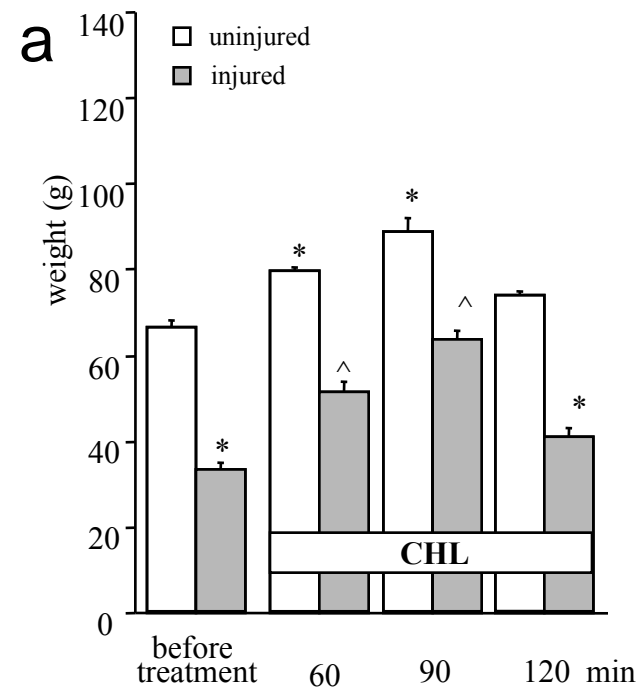 a
uninjured
injured
weight (g)
140
120
100
80
60
40
20
0
*
*
^
*
^
*
CHL
before
treatment
60
90
120 min